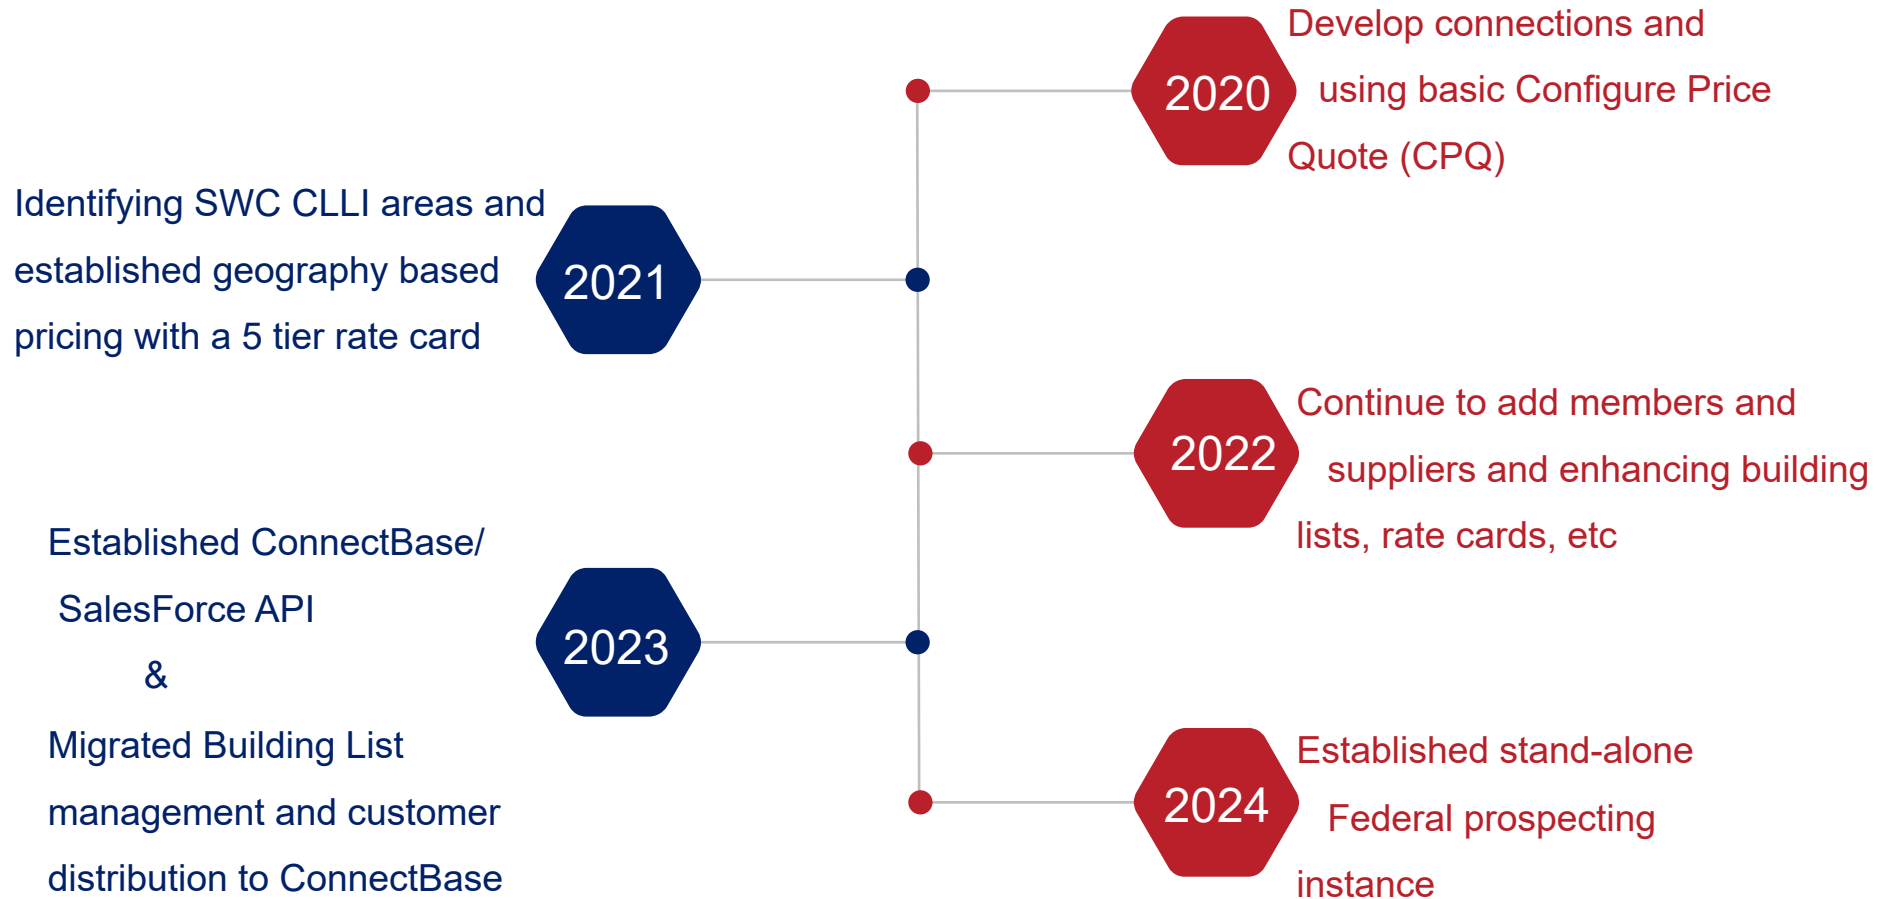 2020
Develop connections and
using basic Configure Price
Quote (CPQ)
2021
Identifying SWC CLLI areas and
established geography based
pricing with a 5 tier rate card
2022
Continue to add members and
suppliers and enhancing building
lists, rate cards, etc
2023
Established ConnectBase/
SalesForce API
&
Migrated Building List
management and customer
distribution to ConnectBase
2024
Established stand-alone
Federal prospecting
instance